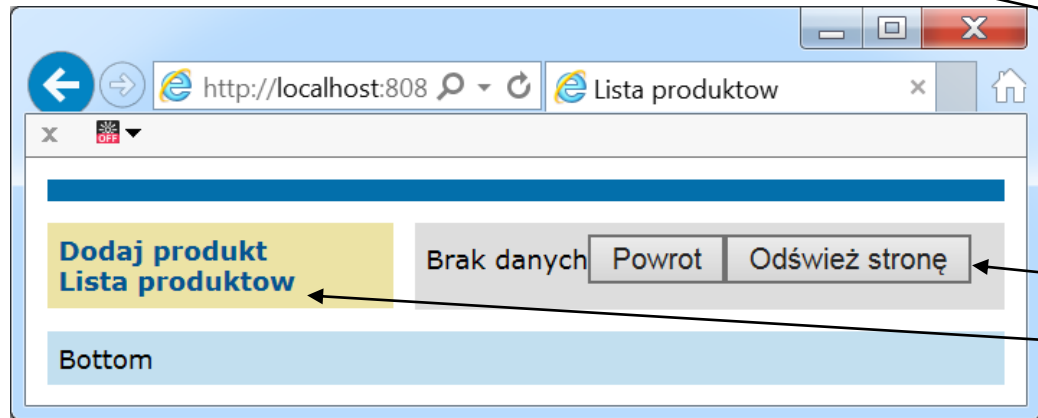 http://localhost:808
Lista produktow
x
OFF
Dodaj produkt
Lista produktow
Brak danych
Powrot
Odśwież stronę
Bottom